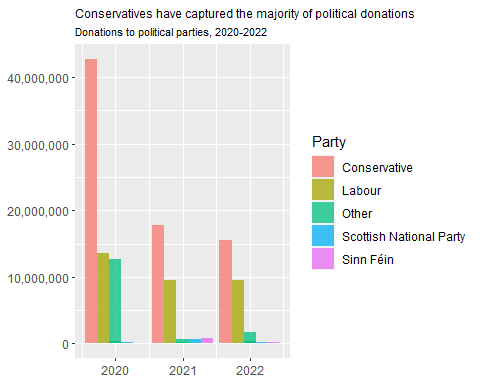 Conservatives have captured the majority of political donations
Donations to political parties, 2020-2022
40,000,000
30,000,000
20,000,000
10,000,000
0
2020
2021
2022
Party
Conservative
Labour
Other
Scottish National Party
Sinn Féin